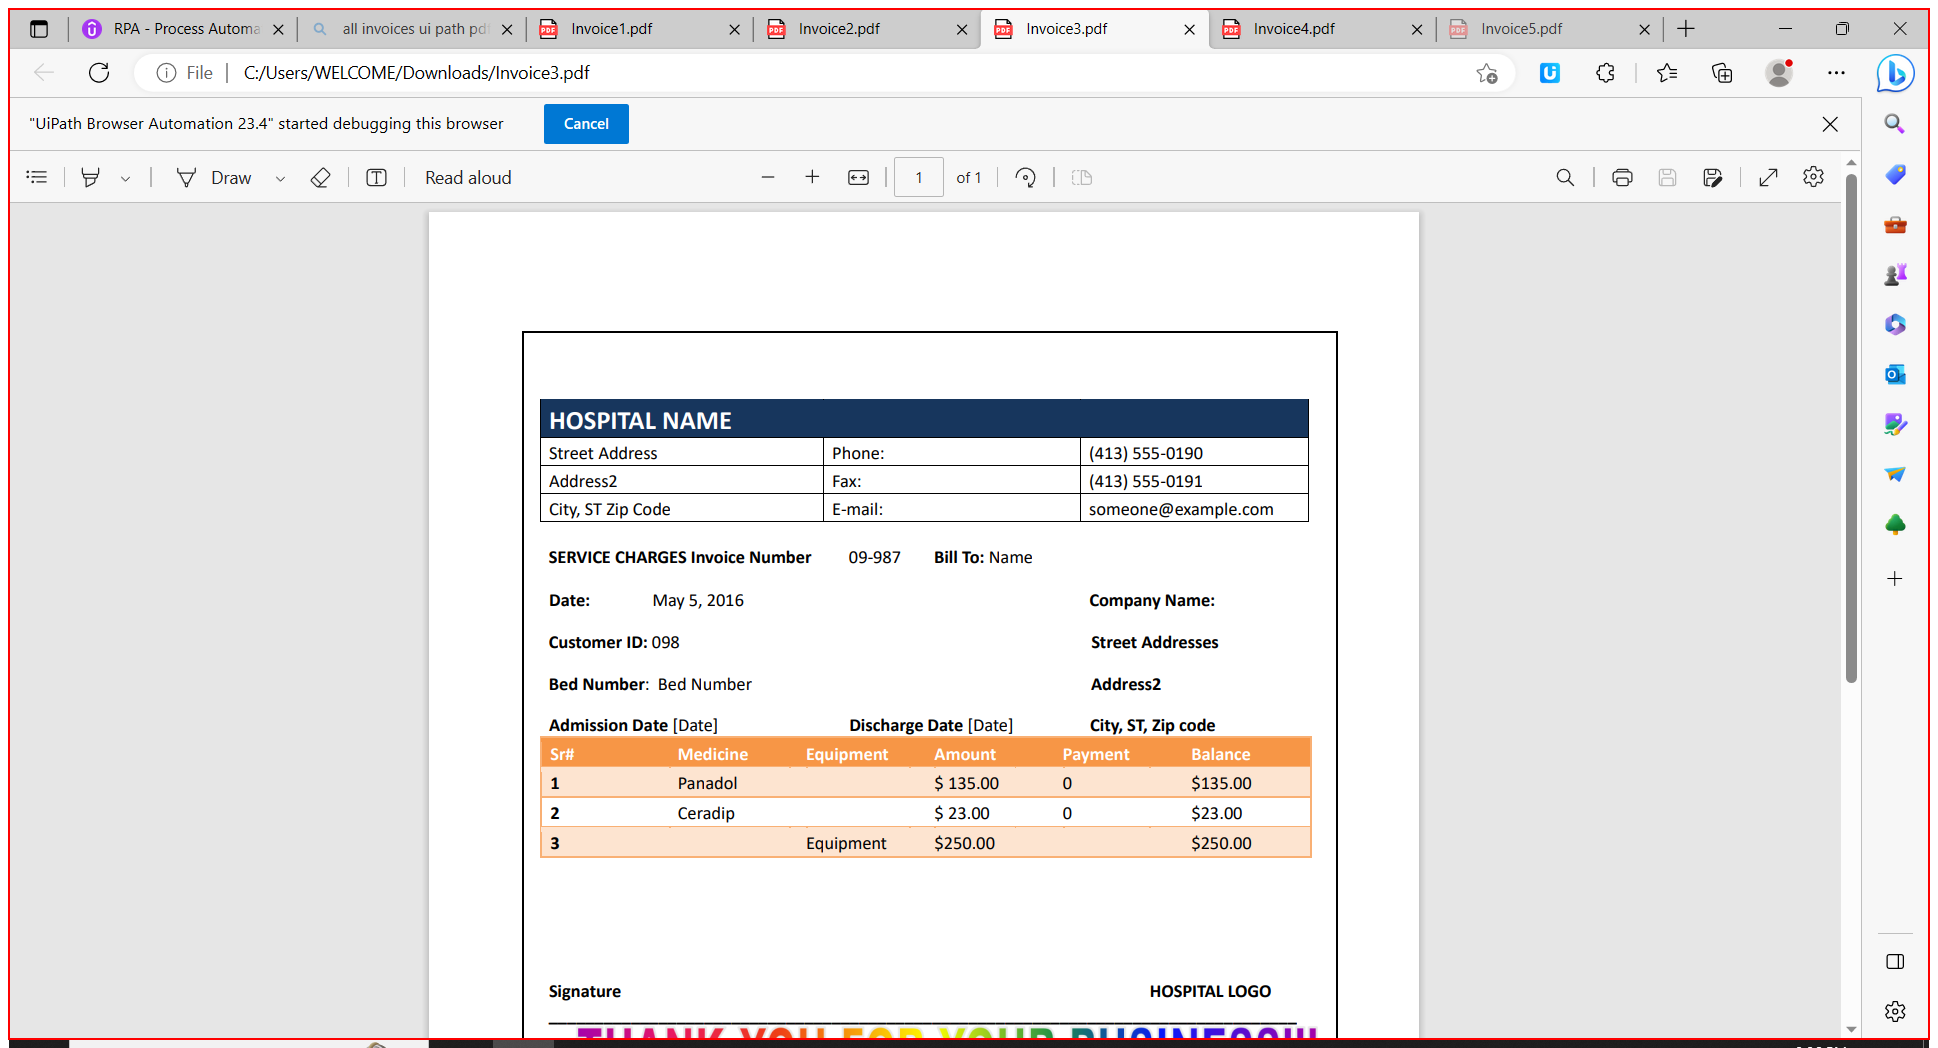 RPA - Process Automa
all invoices ui path pd
Invoice1.pdf
Invoice2.pdf
Invoice3.pdf
Invoice4.pdf
Invoice5.pdf
File C:/Users/WELCOME/Downloads/Invoice3.pdf
"UiPath Browser Automation 23.4" started debugging this browser Cancel
Draw Read aloud 1 of 1
HOSPITAL NAME
Street Address Phone: (413) 555-0190
Address2 Fax: (413) 555-0191
City, ST Zip Code E-mail: someone@example.com
SERVICE CHARGES Invoice Number 09-987 Bill To: Name
Date: May 5, 2016 Company Name:
Customer ID: 098 Street Addresses
Bed Number: Bed Number Address2
Admission Date [Date] Discharge Date [Date] City, ST, Zip code
Sr# Medicine Equipment Amount Payment Balance
1 Panadol $ 135.00 0 $135.00
2 Ceradip $ 23.00 0 $23.00
3 Equipment $250.00 $250.00
Signature HOSPITAL LOGO
THANK YOU FOR YOUR BUSINESS!!!